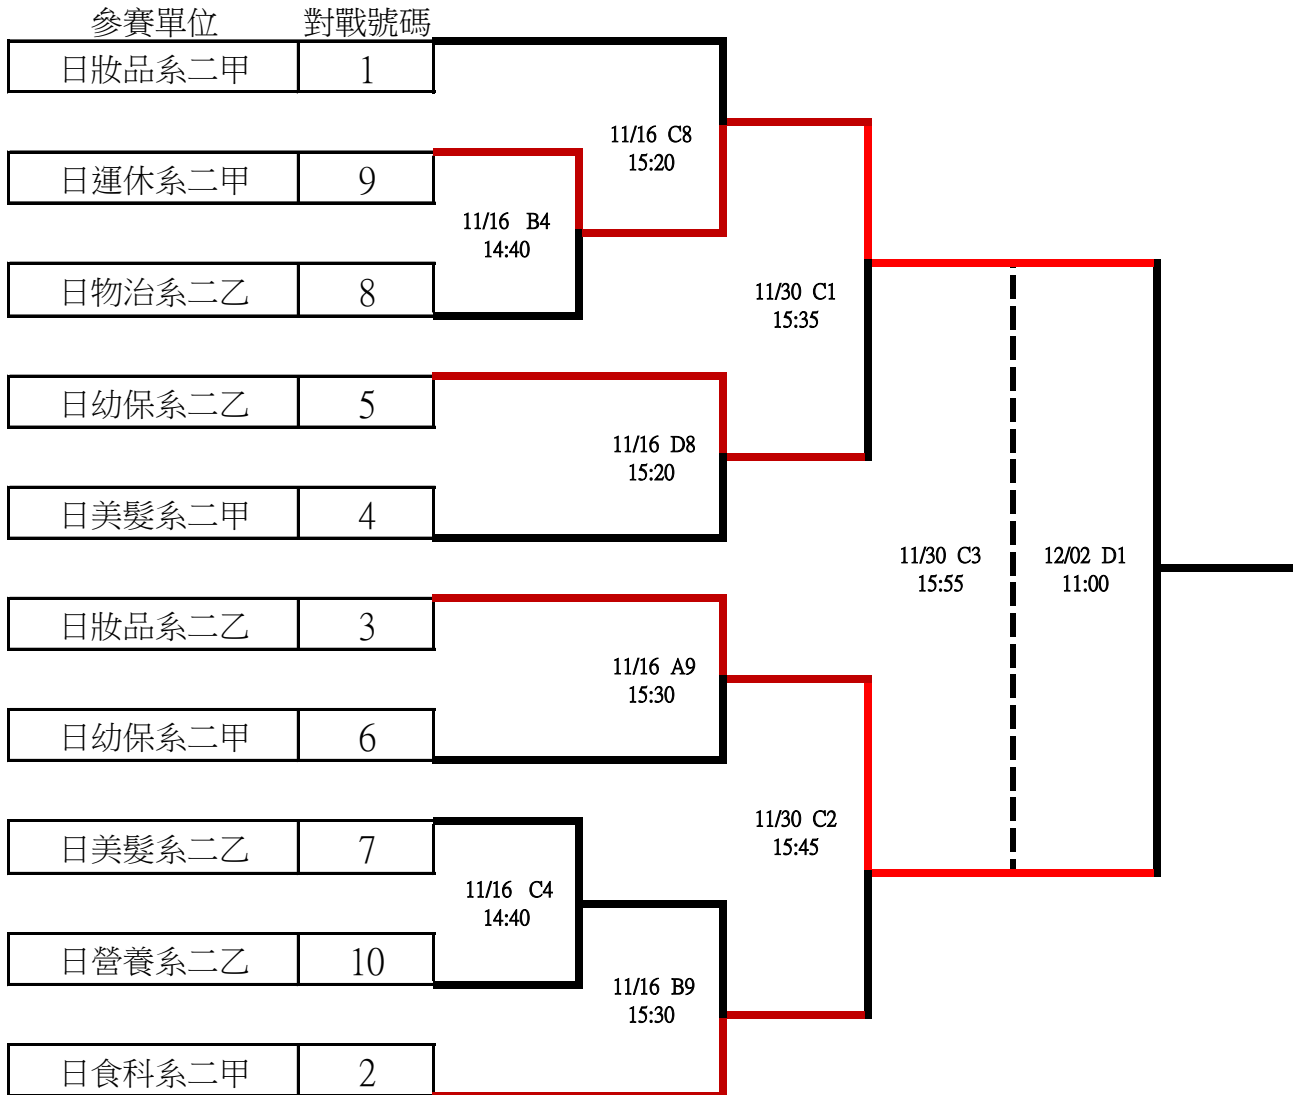 參賽單位 對戰號碼
日妝品系二甲 1
11/16 C8
15:20
日運休系二甲 9
11/16 B4
14:40
日物治系二乙 8
11/30 C1
15:35
日幼保系二乙 5
11/16 D8
15:20
日美髮系二甲 4
11/30 C3
15:55
12/02 D1
11:00
日妝品系二乙 3
11/16 A9
15:30
日幼保系二甲 6
11/30 C2
15:45
日美髮系二乙 7
11/16 C4
14:40
日營養系二乙 10
11/16 B9
15:30
日食科系二甲 2